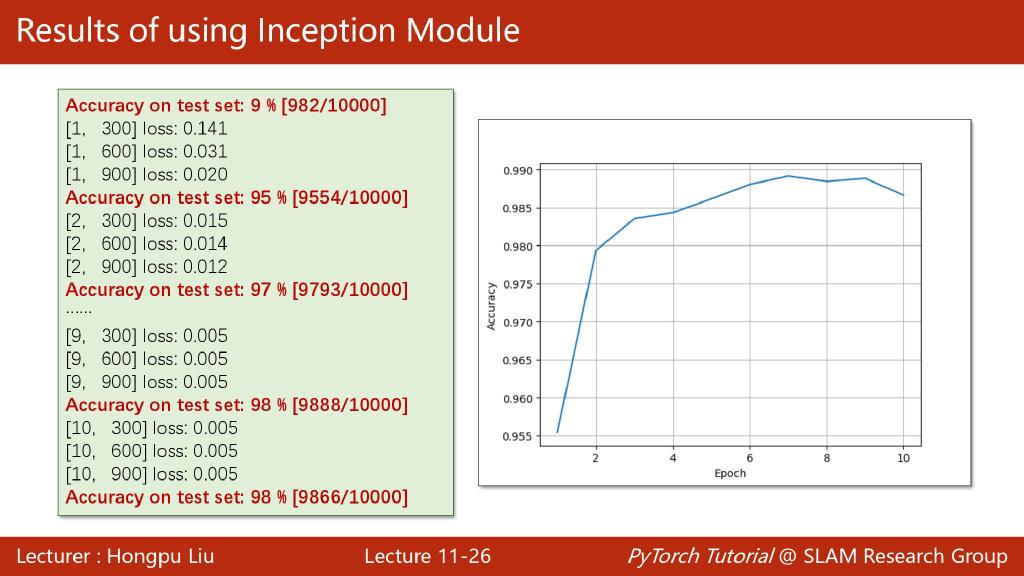 Results of using Inception Module
Accuracy on test set: 9 % [982/10000]
[1,   300] loss: 0.141
[1,   600] loss: 0.031
[1,   900] loss: 0.020
Accuracy on test set: 95 % [9554/10000]
[2,   300] loss: 0.015
[2,   600] loss: 0.014
[2,   900] loss: 0.012
Accuracy on test set: 97 % [9793/10000]
······
[9,   300] loss: 0.005
[9,   600] loss: 0.005
[9,   900] loss: 0.005
Accuracy on test set: 98 % [9888/10000]
[10,   300] loss: 0.005
[10,   600] loss: 0.005
[10,   900] loss: 0.005
Accuracy on test set: 98 % [9866/10000]
0.990
0.985
0.980
0.975
0.970
0.965
0.960
0.955
Accuracy
2 4 6 8 10
Epoch
Lecturer : Hongpu Liu
Lecture 11-26
PyTorch Tutorial @ SLAM Research Group